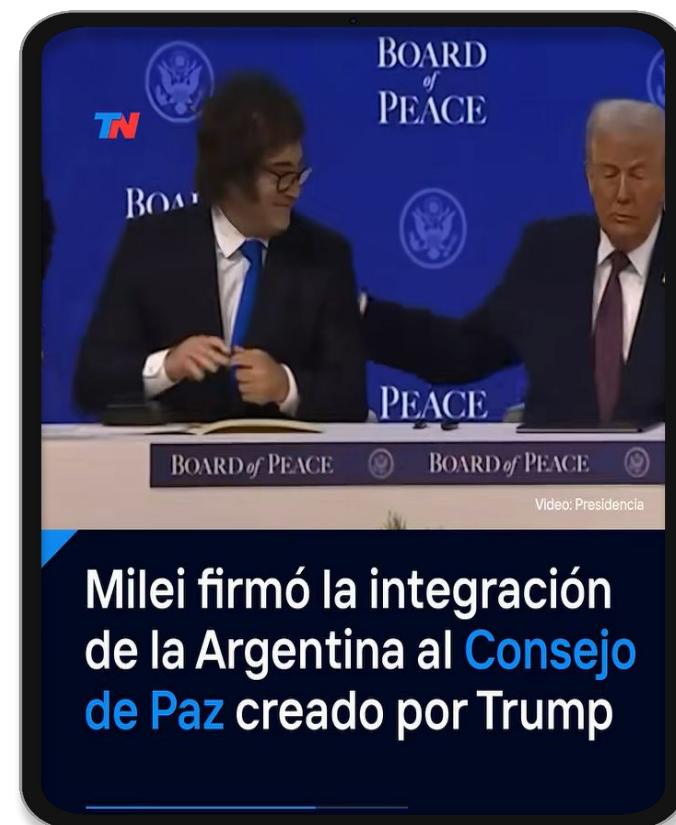 BOARD
of
PEACE
TN
BOA
PEACE
BOARD of PEACE BOARD of PEACE
Video: Presidencia
Milei firmó la integración
de la Argentina al Consejo
de Paz creado por Trump